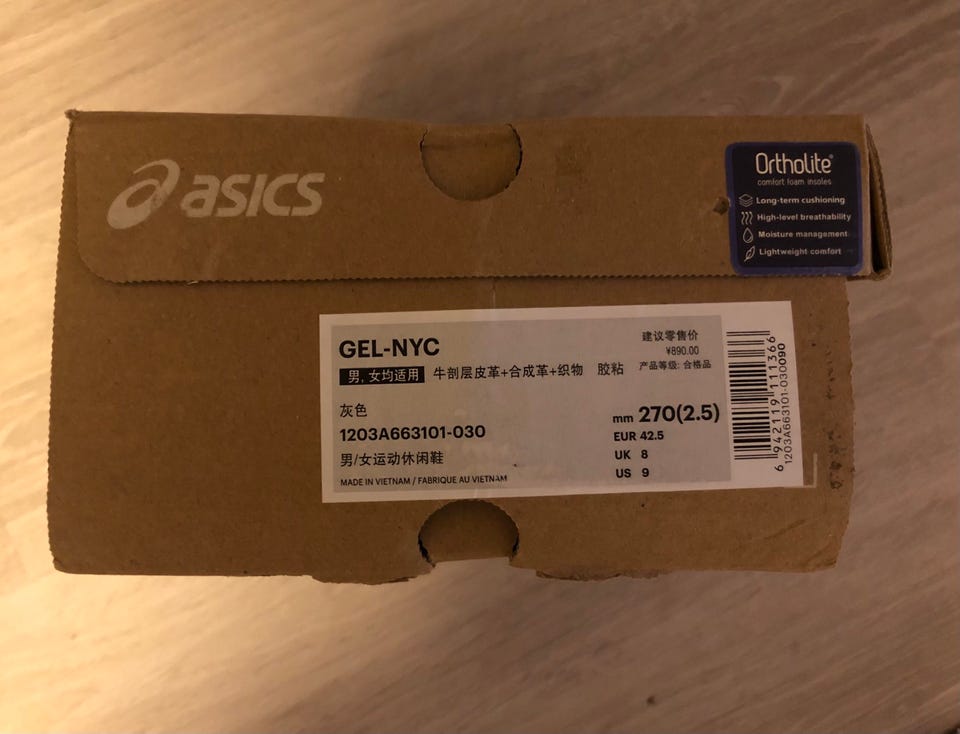 asics
Ortholite®
comfort foam insoles
Long-term cushioning
High-level breathability
Moisture management
Lightweight comfort
GEL-NYC
男, 女均适用 牛剖层皮革+合成革+织物 胶粘
灰色
1203A663101-030
男/女运动休闲鞋
MADE IN VIETNAM / FABRIQUE AU VIETNAM
建议零售价
¥890.00
产品等级: 合格品
mm 270(2.5)
EUR 42.5
UK 8
US 9
6 942119 111366
1203A663101-030090